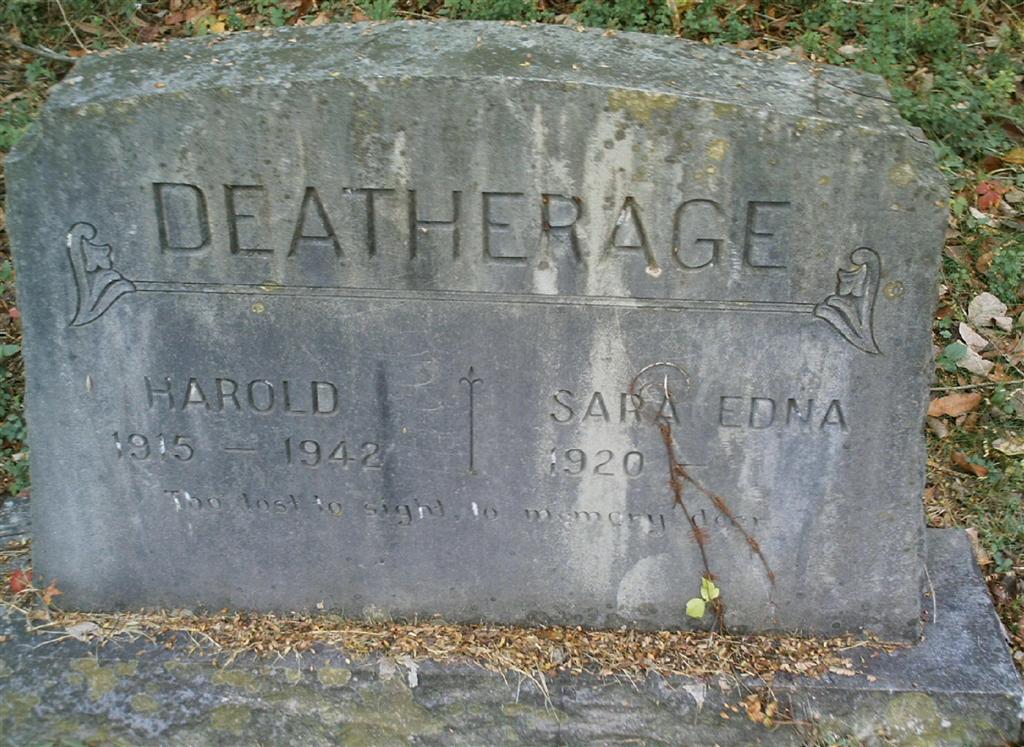 DEATHERAGE
HAROLD
1915 — 1942
SARA EDNA
1920 —
Tho lost to sight, to memory dear